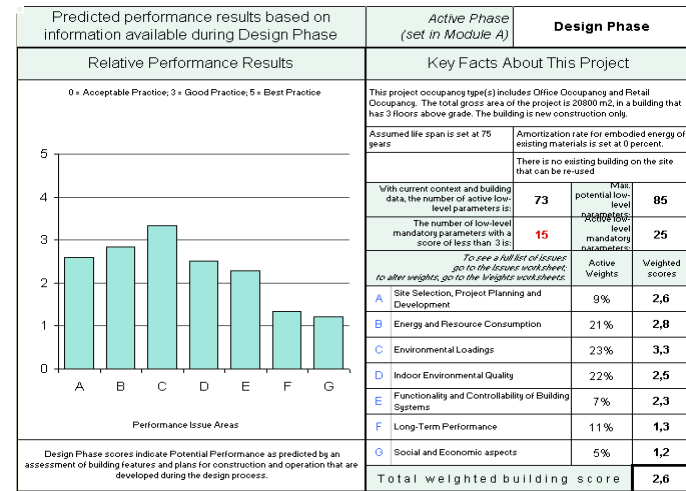 Predicted performance results based on
information available during Design Phase
Active Phase
(set in Module A)
Design Phase
Relative Performance Results
Key Facts About This Project
0 = Acceptable Practice; 3 = Good Practice; 5 = Best Practice
5
4
3
2
1
0
A B C D E F G
Performance Issue Areas
Design Phase scores indicate Potential Performance as predicted by an
assessment of building features and plans for construction and operation that are
developed during the design process.
This project occupancy type(s) includes Office Occupancy and Retail
Occupancy. The total gross area of the project is 20800 m2, in a building that
has 3 floors above grade. The building is new construction only.
Assumed life span is set at 75
years
Amortization rate for embodied energy of
existing materials is set at 0 percent.
There is no existing building on the site
that can be re-used
With current context and building
data, the number of active low-
level parameters is:
73
Max.
potential low-
level
parameters:
85
The number of low-level
mandatory parameters with a
score of less than 3 is:
15
Active low-
level
mandatory
parameters:
25
To see a full list of issues
go to the Issues worksheet;
to alter weights, go to the Weights worksheets.
Active
Weights
Weighted
scores
A Site Selection, Project Planning and
Development 9% 2,6
B Energy and Resource Consumption 21% 2,8
C Environmental Loadings 23% 3,3
D Indoor Environmental Quality 22% 2,5
E Functionality and Controllability of Building
Systems 7% 2,3
F Long-Term Performance 11% 1,3
G Social and Economic aspects 5% 1,2
Total weighted building score 2,6